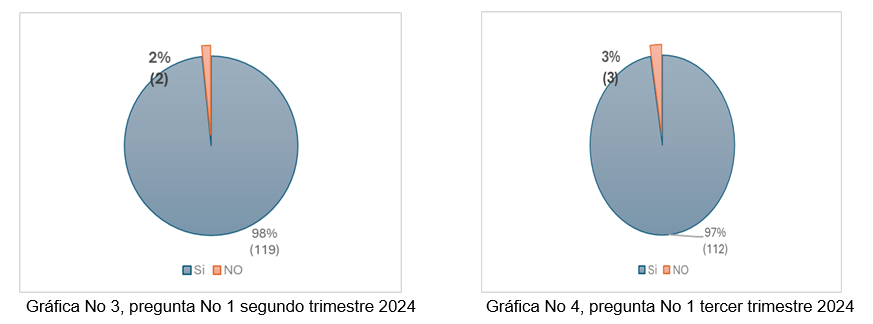 2%
(2)
98%
(119)
Si NO
Gráfica No 3, pregunta No 1 segundo trimestre 2024
3%
(3)
97%
(112)
Si NO
Gráfica No 4, pregunta No 1 tercer trimestre 2024